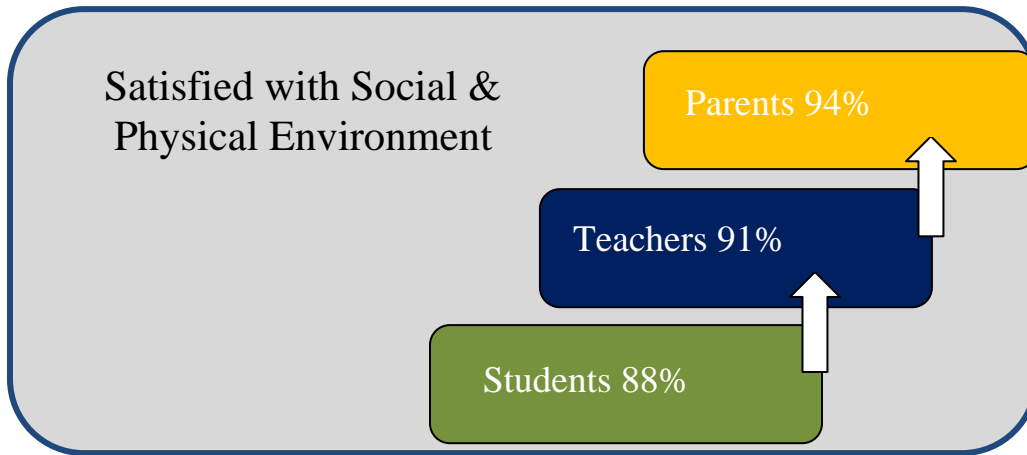 Satisfied with Social &
Physical Environment
Parents 94%
Teachers 91%
Students 88%